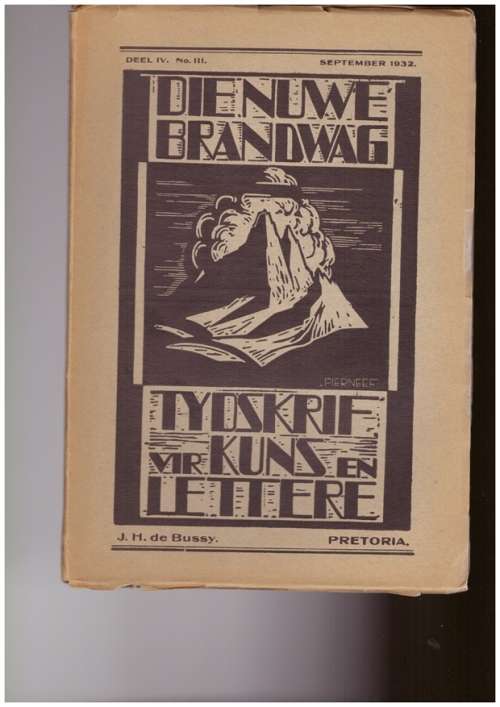 DEEL IV. No. III. SEPTEMBER 1932.
DIE NUWE
BRANDWAG
PIERNEEF
TYDSKRIF
VIR KUNS EN
LETTERE
J. H. de Bussy. PRETORIA.